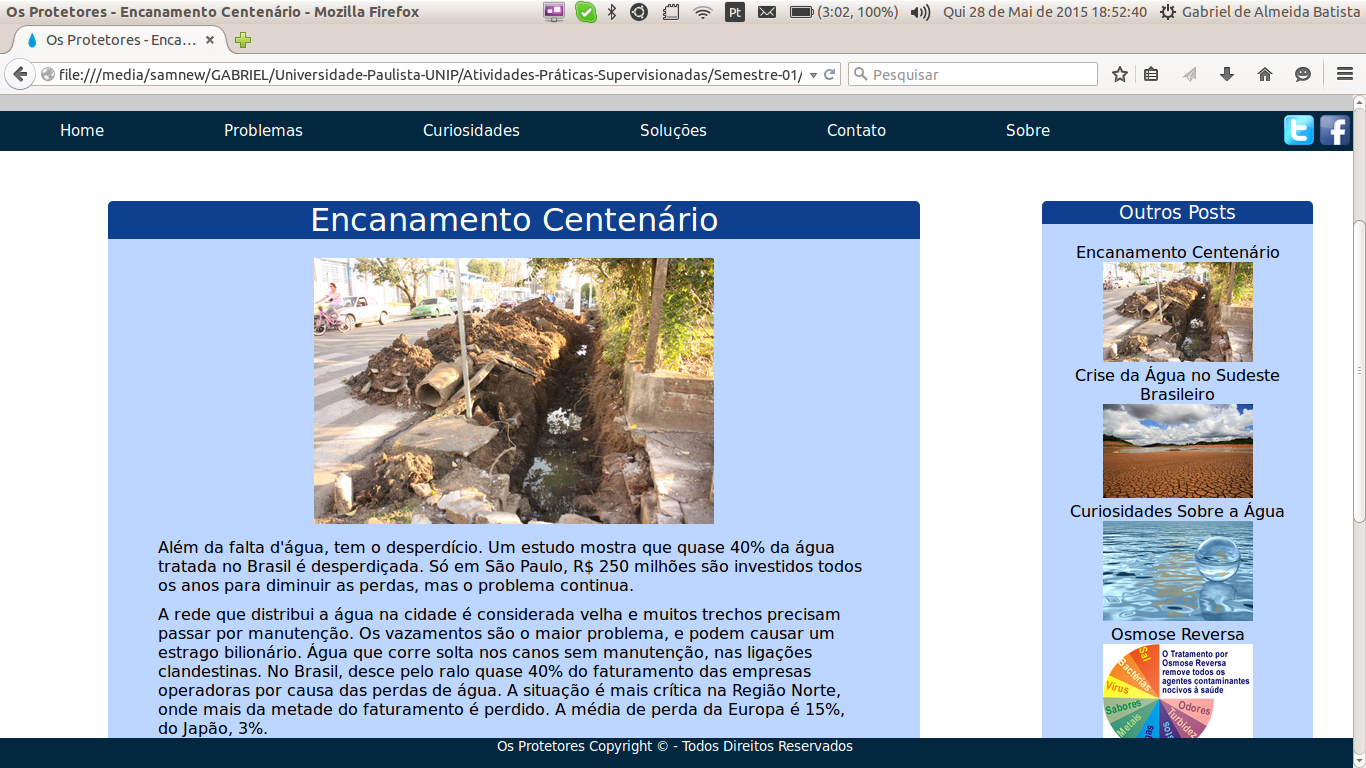 Os Protetores - Encanamento Centenário - Mozilla Firefox
Pt (3:02, 100%) Qui 28 de Mai de 2015 18:52:40 Gabriel de Almeida Batista
Os Protetores - Enca...
file:///media/samnew/GABRIEL/Universidade-Paulista-UNIP/Atividades-Práticas-Supervisionadas/Semestre-01/
Pesquisar
Home Problemas Curiosidades Soluções Contato Sobre
Encanamento Centenário
Além da falta d'água, tem o desperdício. Um estudo mostra que quase 40% da água
tratada no Brasil é desperdiçada. Só em São Paulo, R$ 250 milhões são investidos todos
os anos para diminuir as perdas, mas o problema continua.
A rede que distribui a água na cidade é considerada velha e muitos trechos precisam
passar por manutenção. Os vazamentos são o maior problema, e podem causar um
estrago bilionário. Água que corre solta nos canos sem manutenção, nas ligações
clandestinas. No Brasil, desce pelo ralo quase 40% do faturamento das empresas
operadoras por causa das perdas de água. A situação é mais crítica na Região Norte,
onde mais da metade do faturamento é perdido. A média de perda da Europa é 15%,
do Japão, 3%.
Outros Posts
Encanamento Centenário
Crise da Água no Sudeste
Brasileiro
Curiosidades Sobre a Água
Osmose Reversa
O Tratamento por
Osmose Reversa
remove todos os
agentes contaminantes
nocivos à saúde
Sal
Bactérias
Vírus
Sabores
Metais
Odores
Turbidez
Os Protetores Copyright © - Todos Direitos Reservados